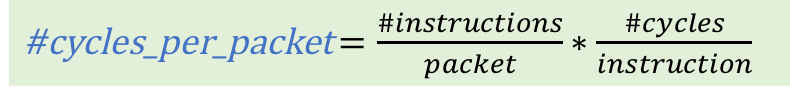 #cycles_per_packet = #instructions / packet * #cycles / instruction